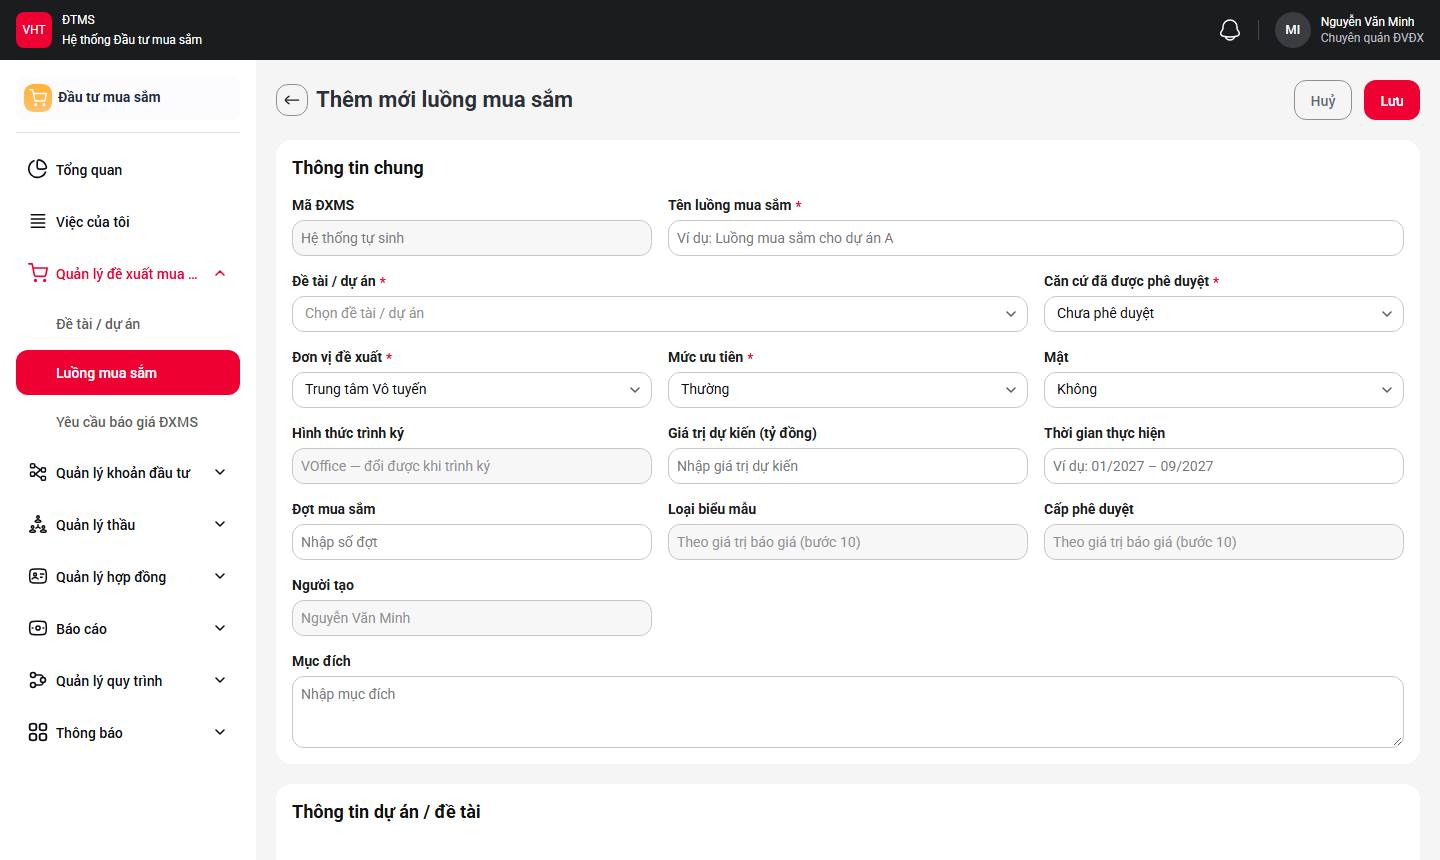 VHT
ĐTMS
Hệ thống Đầu tư mua sắm
MI
Nguyễn Văn Minh
Chuyên quản ĐVĐX
Đầu tư mua sắm
Tổng quan
Việc của tôi
Quản lý đề xuất mua ...
Đề tài / dự án
Luồng mua sắm
Yêu cầu báo giá ĐXMS
Quản lý khoản đầu tư
Quản lý thầu
Quản lý hợp đồng
Báo cáo
Quản lý quy trình
Thông báo
Thêm mới luồng mua sắm
Huỷ
Lưu
Thông tin chung
Mã ĐXMS
Tên luồng mua sắm *
Hệ thống tự sinh
Ví dụ: Luồng mua sắm cho dự án A
Đề tài / dự án *
Căn cứ đã được phê duyệt *
Chọn đề tài / dự án
Chưa phê duyệt
Đơn vị đề xuất *
Mức ưu tiên *
Mật
Trung tâm Vô tuyến
Thường
Không
Hình thức trình ký
Giá trị dự kiến (tỷ đồng)
Thời gian thực hiện
VOffice — đổi được khi trình ký
Nhập giá trị dự kiến
Ví dụ: 01/2027 – 09/2027
Đợt mua sắm
Loại biểu mẫu
Cấp phê duyệt
Nhập số đợt
Theo giá trị báo giá (bước 10)
Theo giá trị báo giá (bước 10)
Người tạo
Nguyễn Văn Minh
Mục đích
Nhập mục đích
Thông tin dự án / đề tài